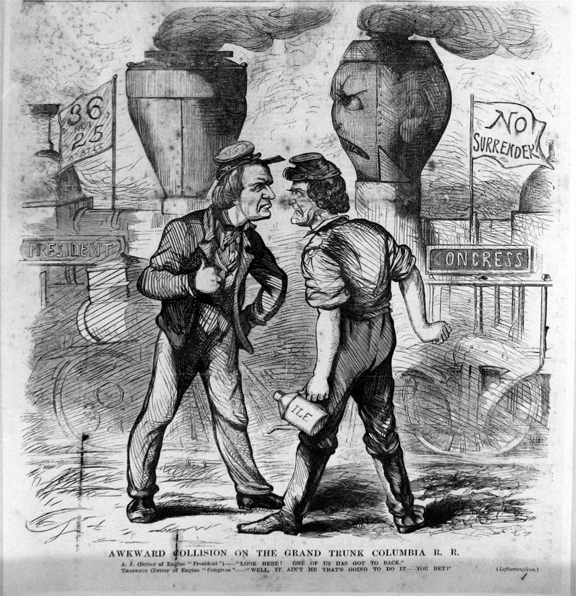 36
NOT
25
STATES
NO
SURRENDER
PRESIDENT
CONGRESS
ILE
AWKWARD COLLISION ON THE GRAND TRUNK COLUMBIA R. R.
A. J. (Driver of Engine "President")—"LOOK HERE! ONE OF US HAS GOT TO BACK."
THADDEUS (Driver of Engine "Congress")—"WELL, IT AIN'T ME THAT'S GOING TO DO IT—YOU BET!"